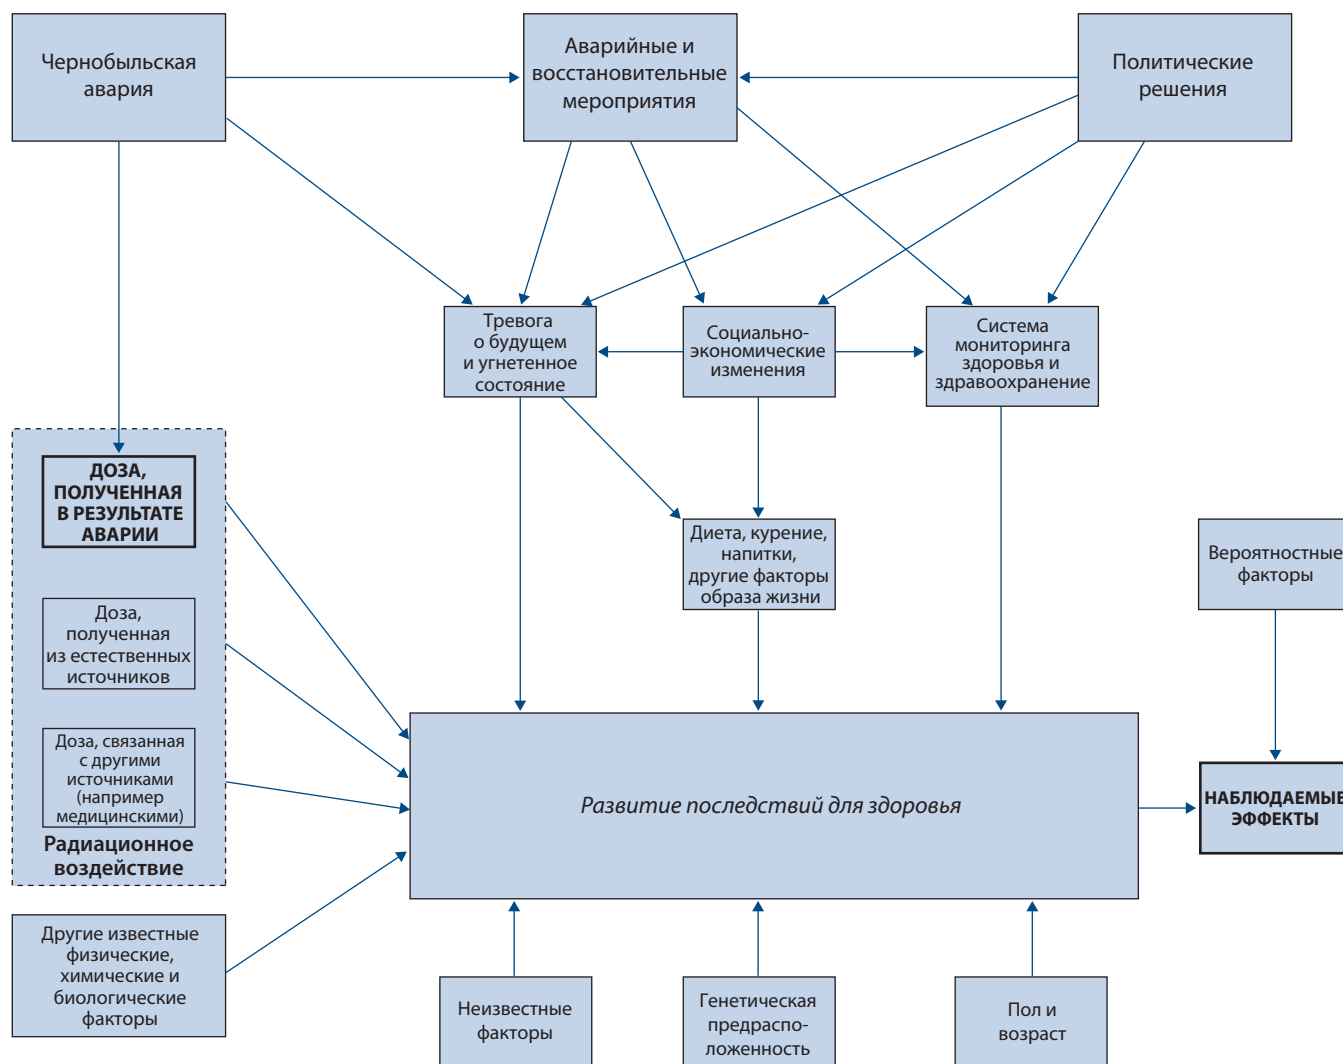 Чернобыльская
авария
Аварийные и
восстановительные
мероприятия
Политические
решения
Тревога
о будущем
и угнетенное
состояние
Социально-
экономические
изменения
Система
мониторинга
здоровья и
здравоохранение
ДОЗА,
ПОЛУЧЕННАЯ
В РЕЗУЛЬТАТЕ
АВАРИИ
Диета, курение,
напитки,
другие факторы
образа жизни
Вероятностные
факторы
Доза,
полученная
из естественных
источников
Доза, связанная
с другими
источниками
(например
медицинскими)
Радиационное
воздействие
Развитие последствий для здоровья
НАБЛЮДАЕМЫЕ
ЭФФЕКТЫ
Другие известные
физические,
химические и
биологические
факторы
Неизвестные
факторы
Генетическая
предраспо-
ложенность
Пол и
возраст